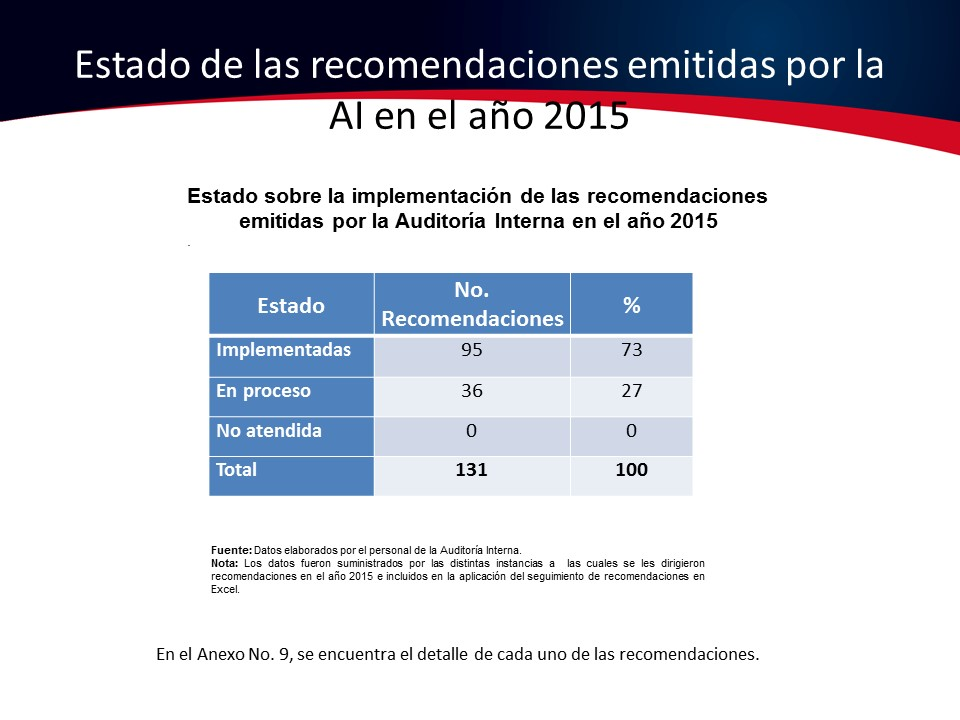 Estado de las recomendaciones emitidas por la
AI en el año 2015
Estado sobre la implementación de las recomendaciones
emitidas por la Auditoría Interna en el año 2015
.
Estado No. Recomendaciones %
Implementadas 95 73
En proceso 36 27
No atendida 0 0
Total 131 100
Fuente: Datos elaborados por el personal de la Auditoría Interna.
Nota: Los datos fueron suministrados por las distintas instancias a las cuales se les dirigieron
recomendaciones en el año 2015 e incluidos en la aplicación del seguimiento de recomendaciones en
Excel.
En el Anexo No. 9, se encuentra el detalle de cada uno de las recomendaciones.